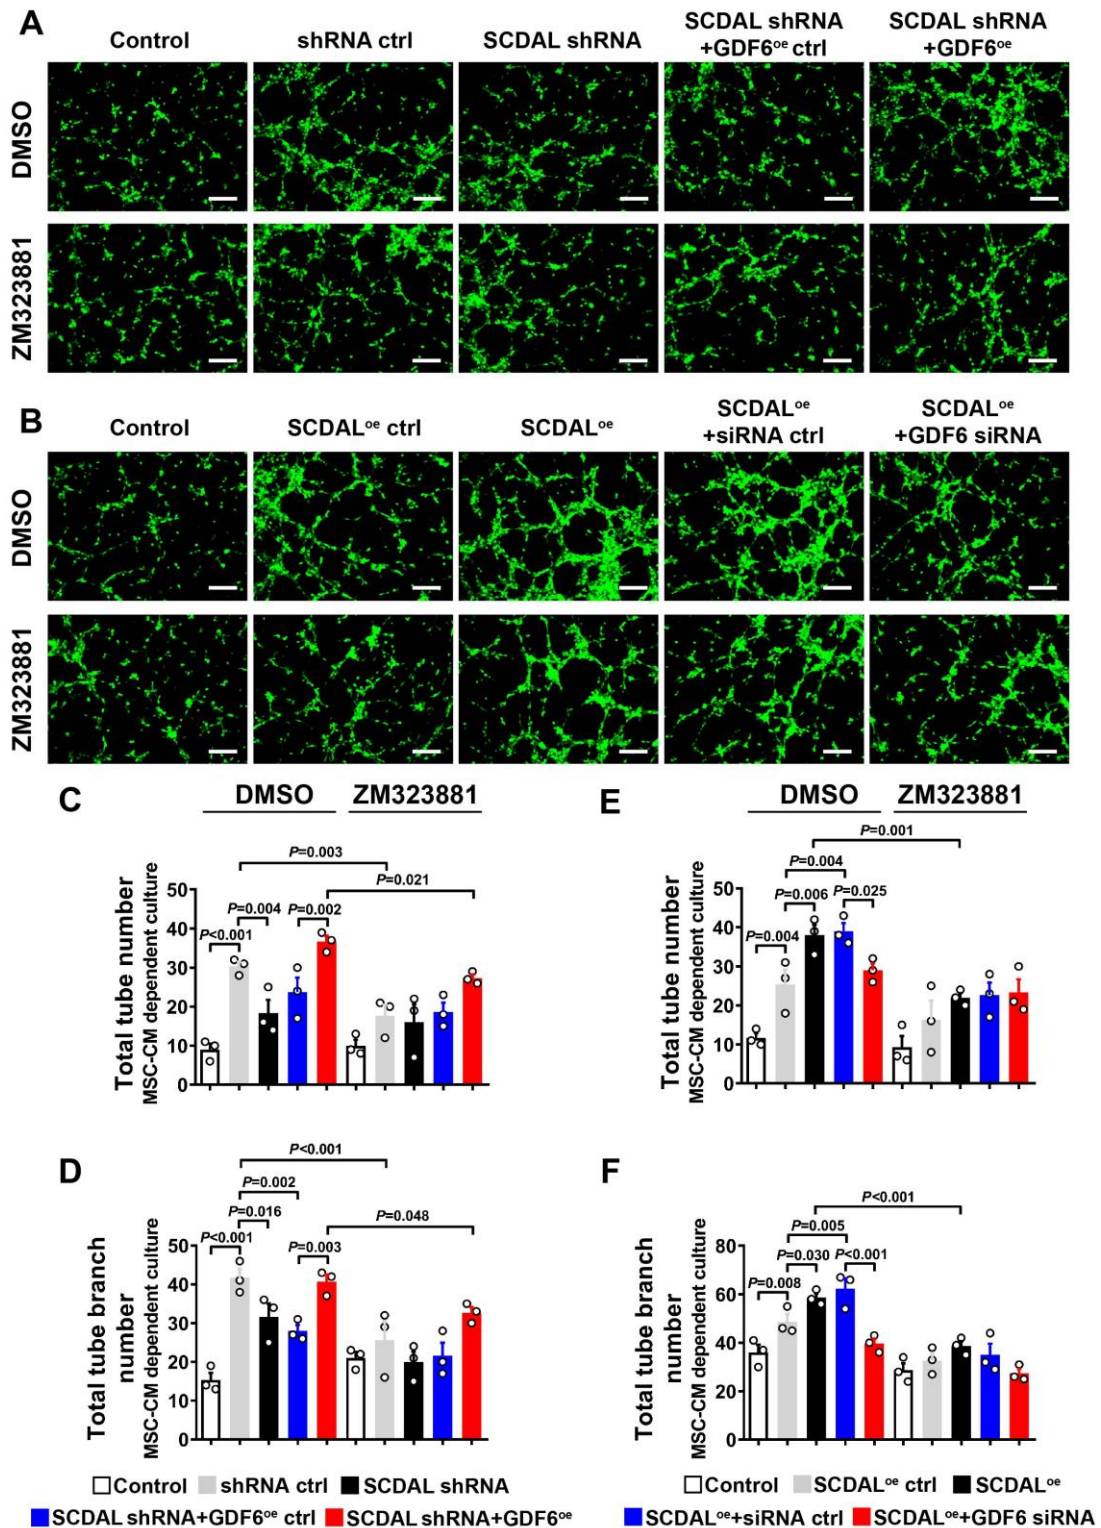 A
Control
shRNA ctrl
SCDAL shRNA
SCDAL shRNA
+GDF6ᵒᵉ ctrl
SCDAL shRNA
+GDF6ᵒᵉ
DMSO
ZM323881
B
Control
SCDALᵒᵉ ctrl
SCDALᵒᵉ
SCDALᵒᵉ
+siRNA ctrl
SCDALᵒᵉ
+GDF6 siRNA
DMSO
ZM323881
C
DMSO
ZM323881
P=0.003
P=0.021
P=0.004
P=0.002
P<0.001
Total tube number
MSC-CM dependent culture
50
40
30
20
10
0
E
DMSO
ZM323881
P=0.001
P=0.004
P=0.006
P=0.025
P=0.004
Total tube number
MSC-CM dependent culture
50
40
30
20
10
0
D
P<0.001
P=0.002
P=0.016
P=0.048
P<0.001
P=0.003
Total tube branch
number
MSC-CM dependent culture
50
40
30
20
10
0
F
P<0.001
P=0.005
P=0.030
P<0.001
P=0.008
Total tube branch
number
MSC-CM dependent culture
80
60
40
20
0
Control
shRNA ctrl
SCDAL shRNA
SCDAL shRNA+GDF6ᵒᵉ ctrl
SCDAL shRNA+GDF6ᵒᵉ
Control
SCDALᵒᵉ ctrl
SCDALᵒᵉ
SCDALᵒᵉ+siRNA ctrl
SCDALᵒᵉ+GDF6 siRNA